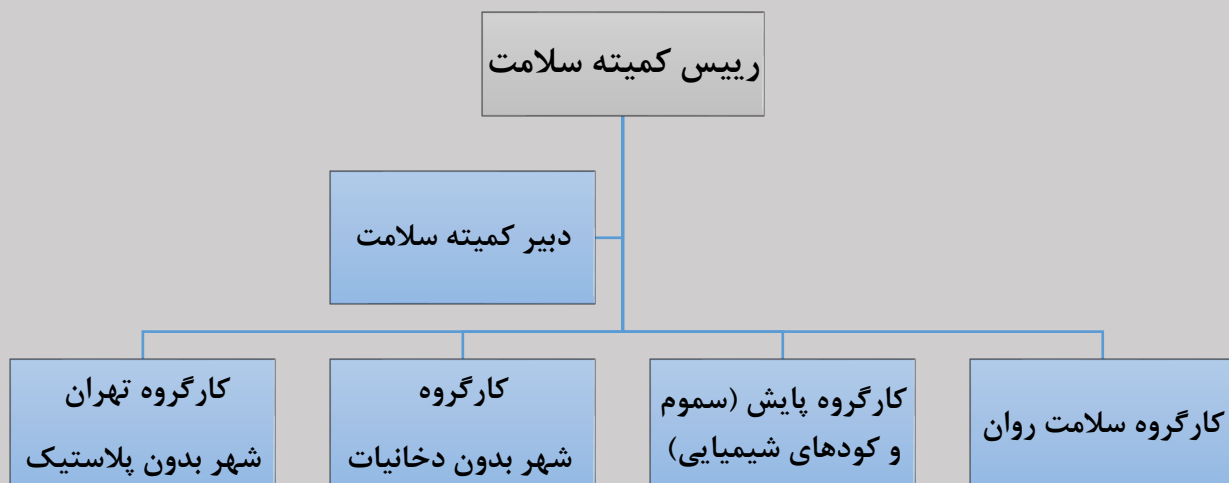 رییس کمیته سلامت
دبیر کمیته سلامت
کارگروه سلامت روان
کارگروه پایش (سموم
و کودهای شیمیایی)
کارگروه
شهر بدون دخانیات
کارگروه تهران
شهر بدون پلاستیک